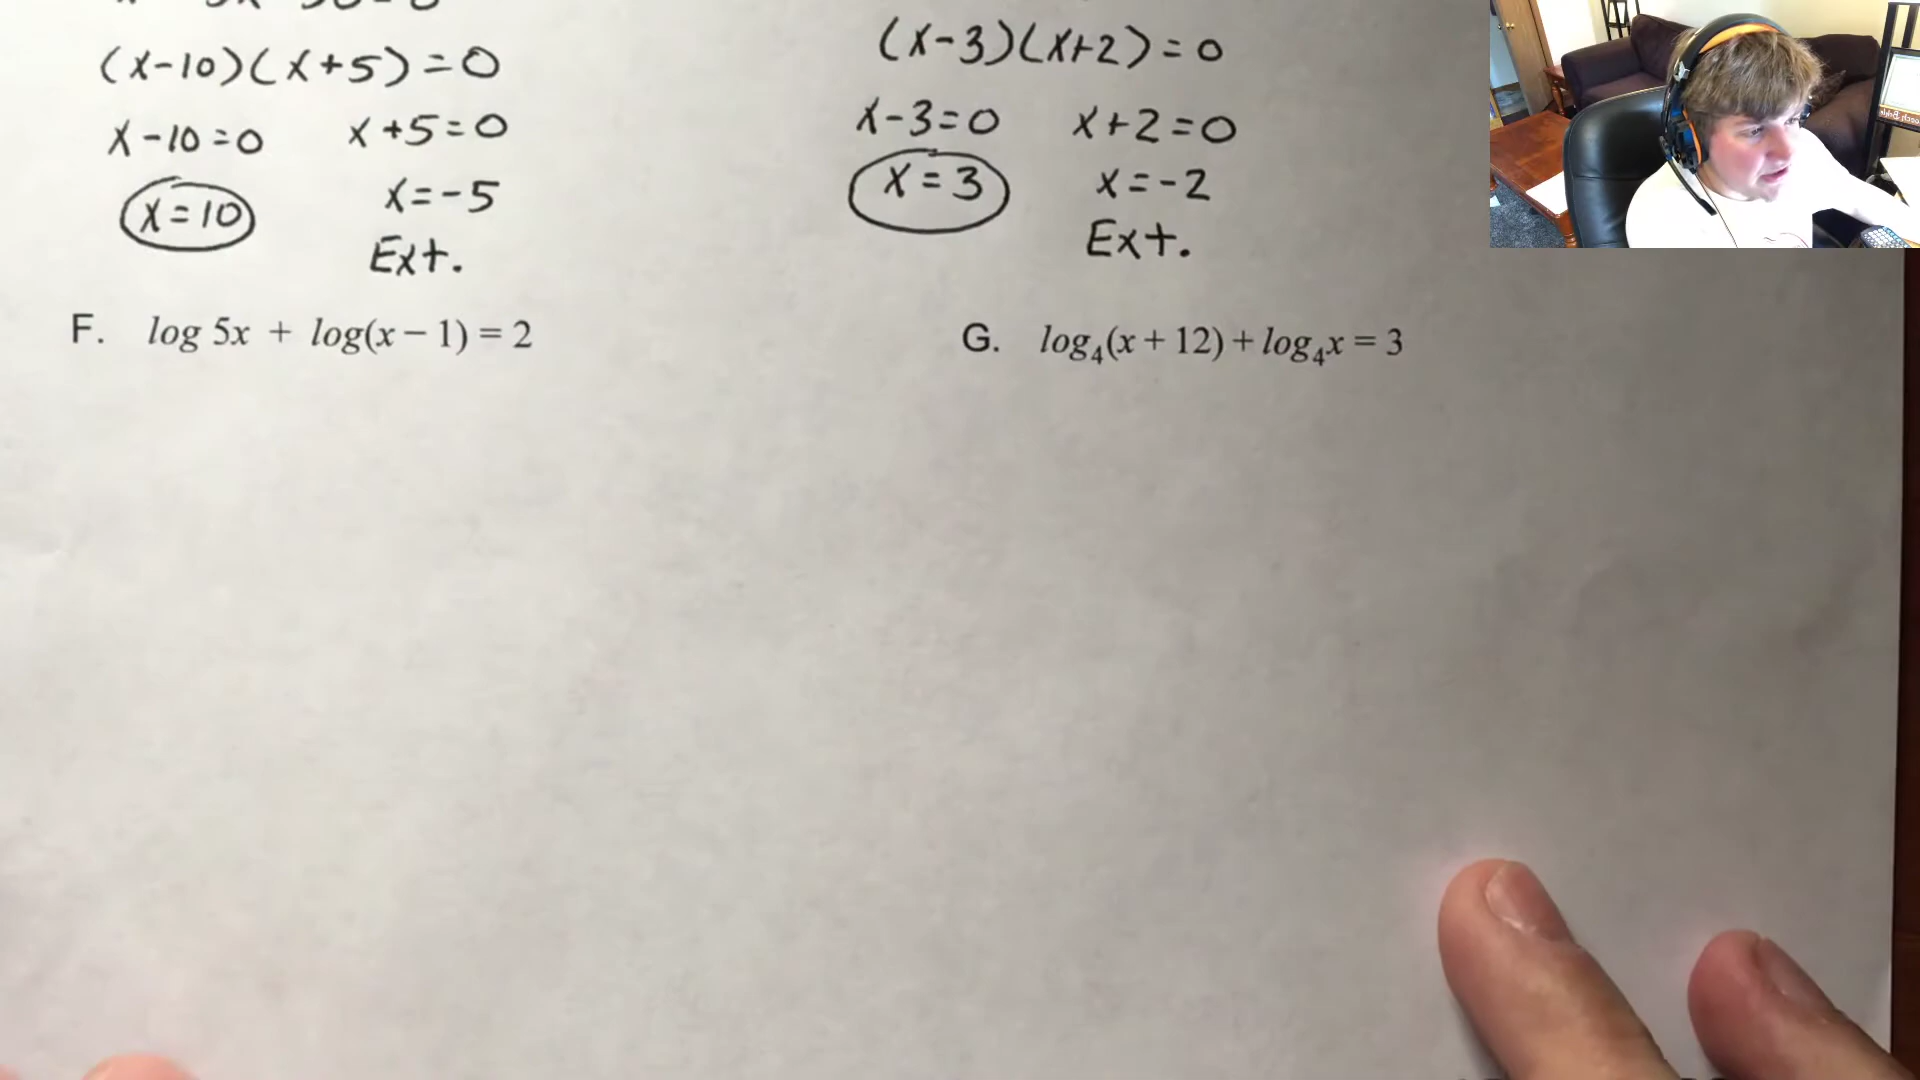 (x-10)(x+5)=0
x-10=0 x+5=0
x=10 x=-5
Ext.
(x-3)(x+2)=0
x-3=0 x+2=0
x=3 x=-2
Ext.
F. log 5x + log(x − 1) = 2
G. log₄(x + 12) + log₄x = 3